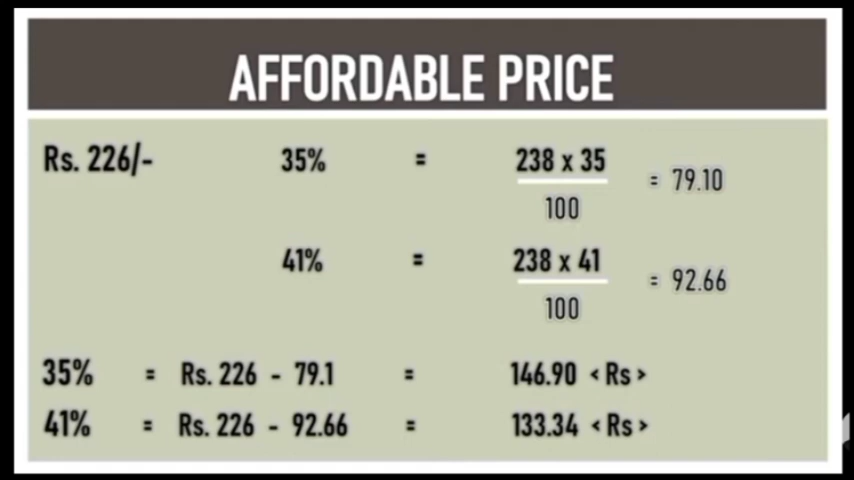 AFFORDABLE PRICE
Rs. 226/- 35% = 238 x 35 = 79.10
100
41% = 238 x 41 = 92.66
100
35% = Rs. 226 - 79.1 = 146.90 <Rs>
41% = Rs. 226 - 92.66 = 133.34 <Rs>